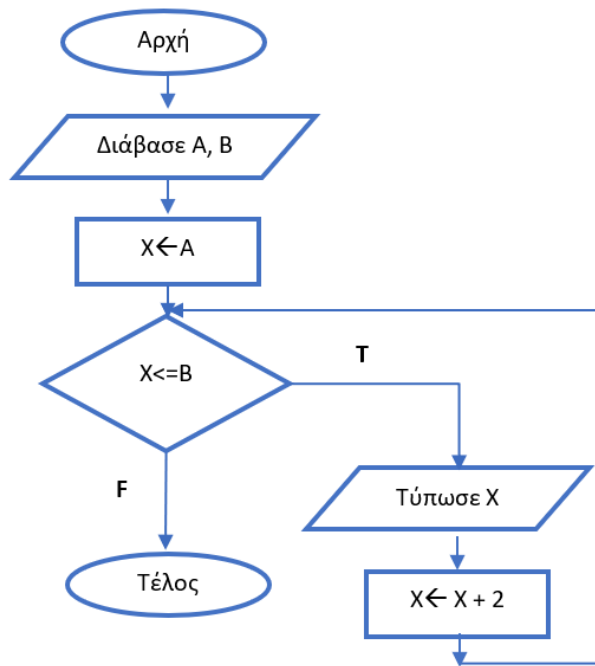 Αρχή
Διάβασε Α, Β
Χ←Α
Χ<=Β
T
F
Τύπωσε Χ
Τέλος
Χ← Χ + 2